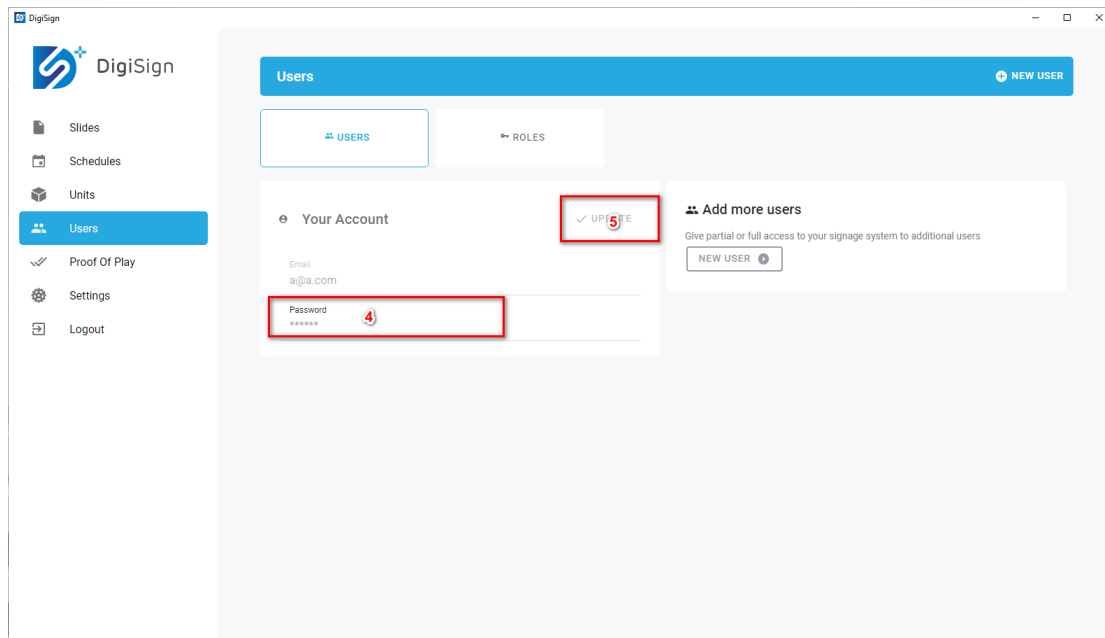 DigiSign
DigiSign
Slides
Schedules
Units
Users
Proof Of Play
Settings
Logout
Users
NEW USER
USERS
ROLES
Your Account
UPDATE
5
Email
a@a.com
Password
******
4
Add more users
Give partial or full access to your signage system to additional users
NEW USER